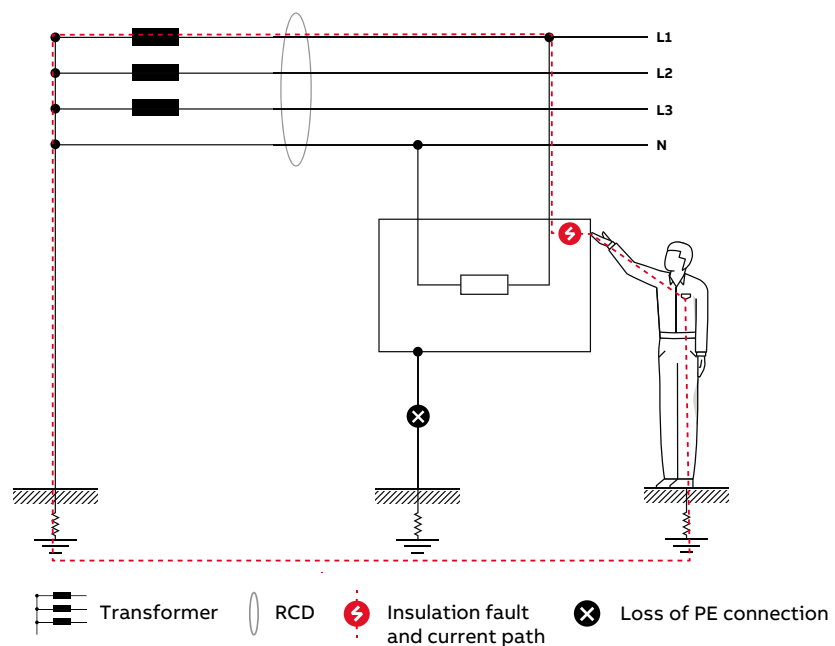 L1
L2
L3
N
Transformer
RCD
Insulation fault
and current path
Loss of PE connection